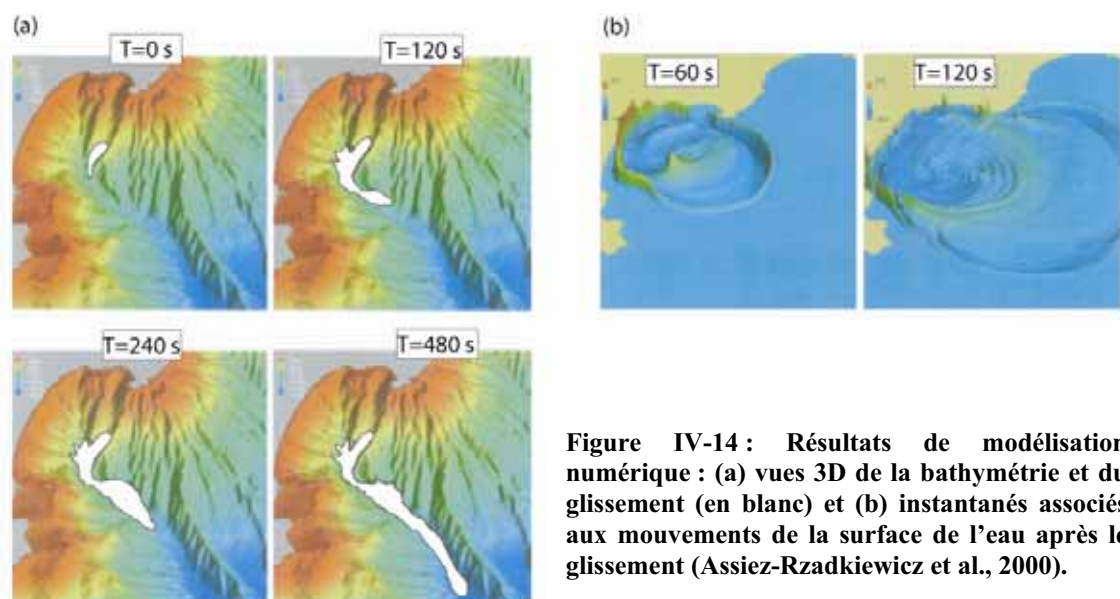 (a)
T=0 s
T=120 s
(b)
T=60 s
T=120 s
T=240 s
T=480 s
Figure IV-14 : Résultats de modélisation
numérique : (a) vues 3D de la bathymétrie et du
glissement (en blanc) et (b) instantanés associés
aux mouvements de la surface de l'eau après le
glissement (Assiez-Rzadkiewicz et al., 2000).